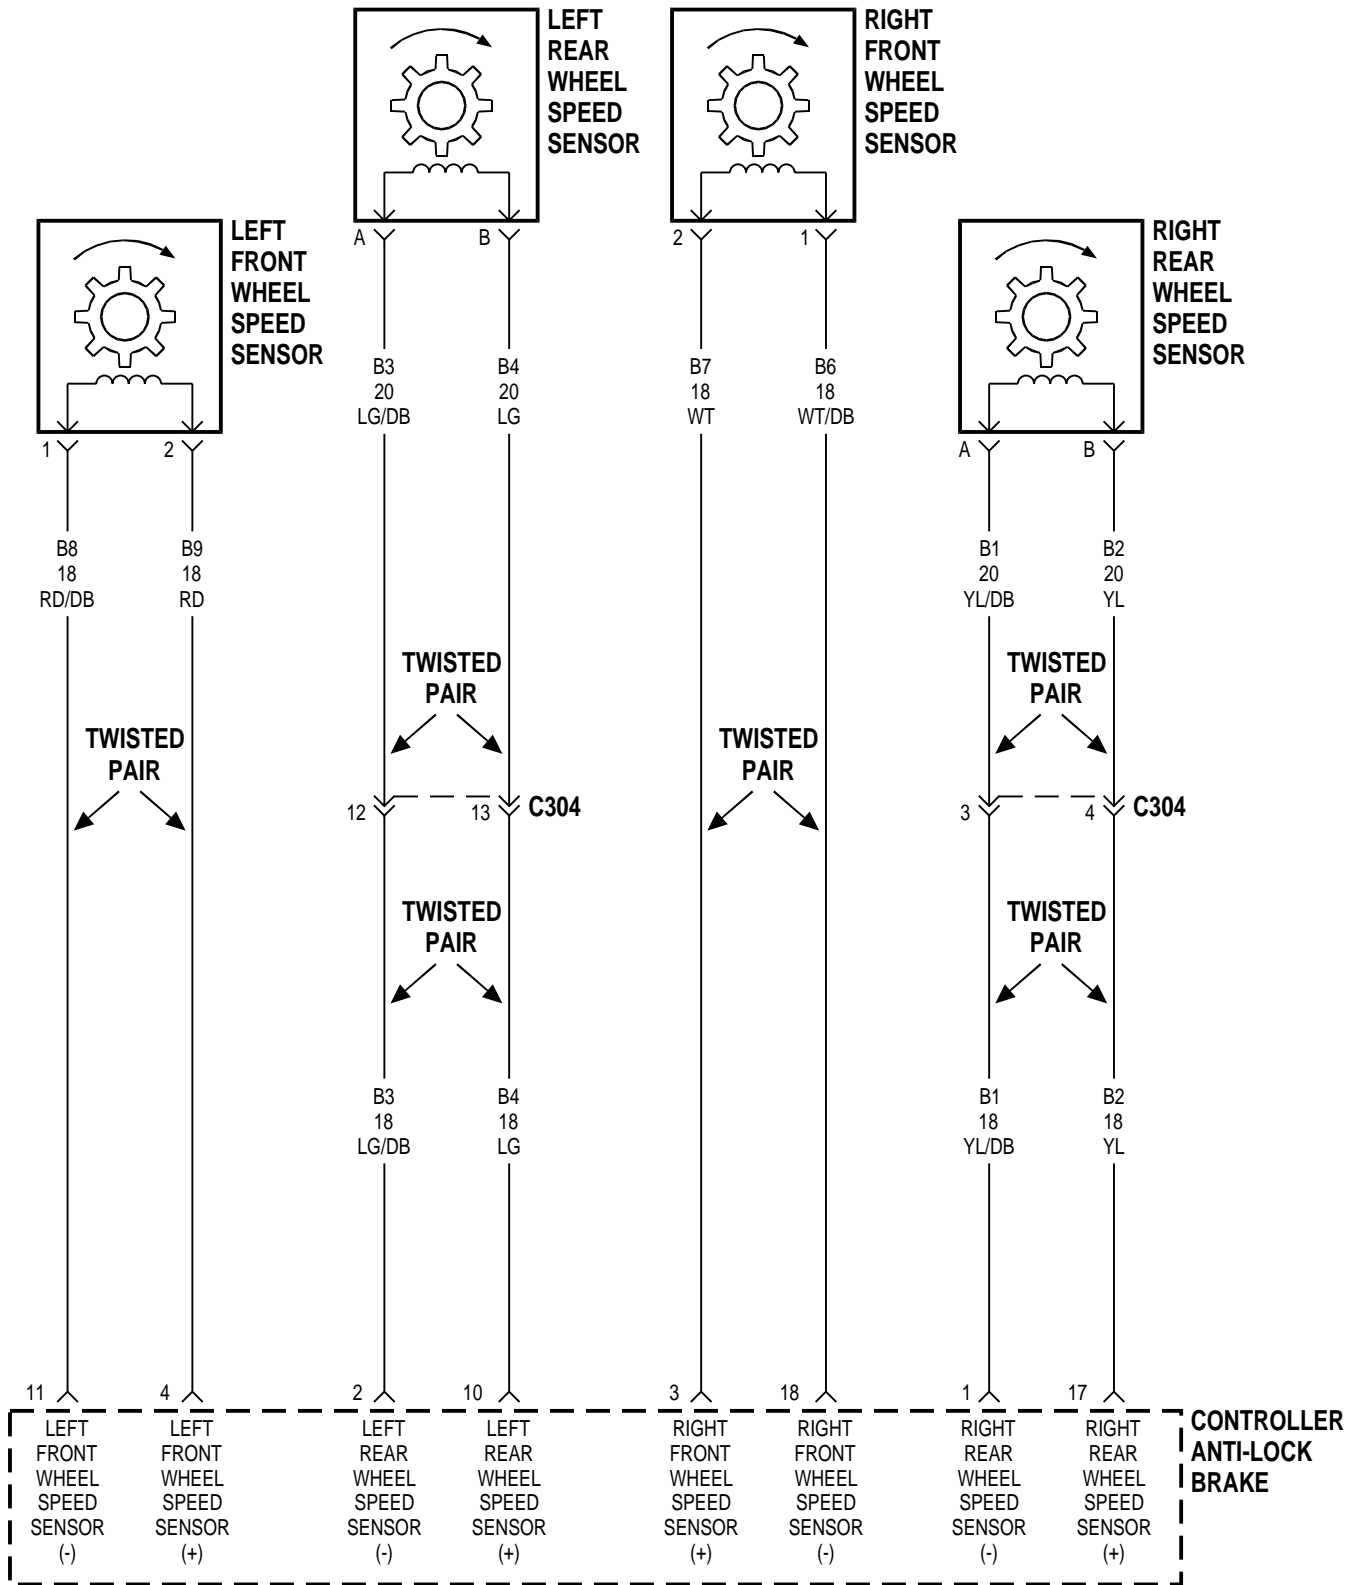 LEFT
REAR
WHEEL
SPEED
SENSOR
RIGHT
FRONT
WHEEL
SPEED
SENSOR
LEFT
FRONT
WHEEL
SPEED
SENSOR
RIGHT
REAR
WHEEL
SPEED
SENSOR
A B
2 1
1 2
A B
B3
20
LG/DB
B4
20
LG
B7
18
WT
B6
18
WT/DB
B8
18
RD/DB
B9
18
RD
B1
20
YL/DB
B2
20
YL
TWISTED
PAIR
TWISTED
PAIR
TWISTED
PAIR
TWISTED
PAIR
12 13 C304
3 4 C304
TWISTED
PAIR
TWISTED
PAIR
B3
18
LG/DB
B4
18
LG
B1
18
YL/DB
B2
18
YL
11 4 2 10 3 18 1 17
LEFT
FRONT
WHEEL
SPEED
SENSOR
(-)
LEFT
FRONT
WHEEL
SPEED
SENSOR
(+)
LEFT
REAR
WHEEL
SPEED
SENSOR
(-)
LEFT
REAR
WHEEL
SPEED
SENSOR
(+)
RIGHT
FRONT
WHEEL
SPEED
SENSOR
(+)
RIGHT
FRONT
WHEEL
SPEED
SENSOR
(-)
RIGHT
REAR
WHEEL
SPEED
SENSOR
(-)
RIGHT
REAR
WHEEL
SPEED
SENSOR
(+)
CONTROLLER
ANTI-LOCK
BRAKE